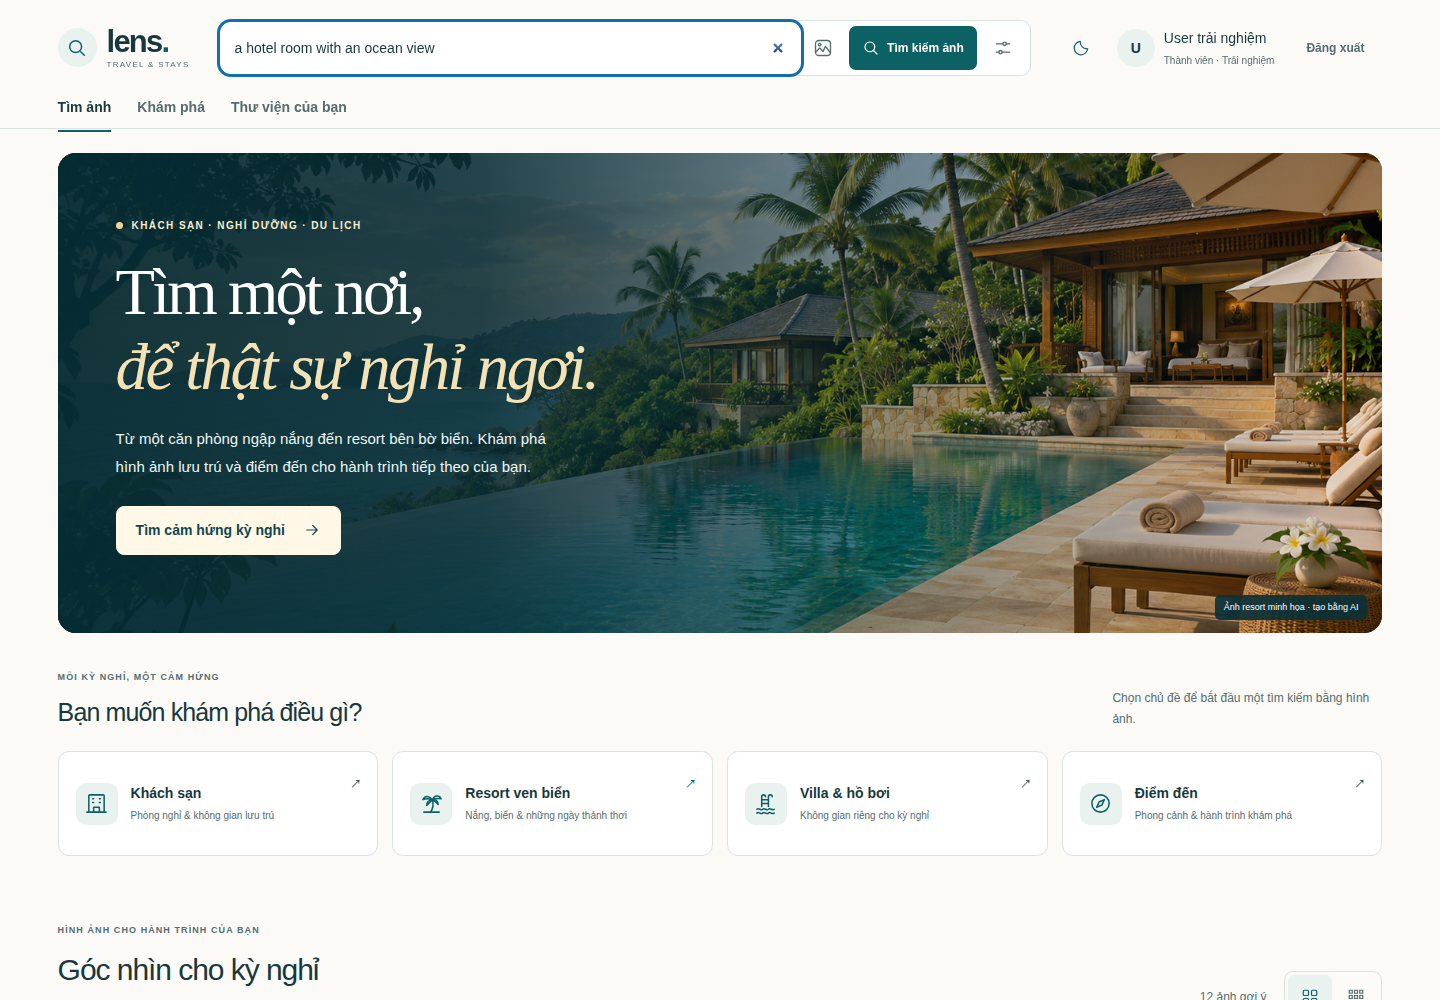 lens.
TRAVEL & STAYS
a hotel room with an ocean view
Tìm kiếm ảnh
U
User trải nghiệm
Thành viên · Trải nghiệm
Đăng xuất
Tìm ảnh
Khám phá
Thư viện của bạn
KHÁCH SẠN · NGHỈ DƯỠNG · DU LỊCH
Tìm một nơi,
để thật sự nghỉ ngơi.
Từ một căn phòng ngập nắng đến resort bên bờ biển. Khám phá
hình ảnh lưu trú và điểm đến cho hành trình tiếp theo của bạn.
Tìm cảm hứng kỳ nghỉ
Ảnh resort minh họa · tạo bằng AI
MỖI KỲ NGHỈ, MỘT CẢM HỨNG
Bạn muốn khám phá điều gì?
Chọn chủ đề để bắt đầu một tìm kiếm bằng hình
ảnh.
Khách sạn
Phòng nghỉ & không gian lưu trú
Resort ven biển
Nắng, biển & những ngày thảnh thơi
Villa & hồ bơi
Không gian riêng cho kỳ nghỉ
Điểm đến
Phong cảnh & hành trình khám phá
HÌNH ẢNH CHO HÀNH TRÌNH CỦA BẠN
Góc nhìn cho kỳ nghỉ
12 ảnh gợi ý